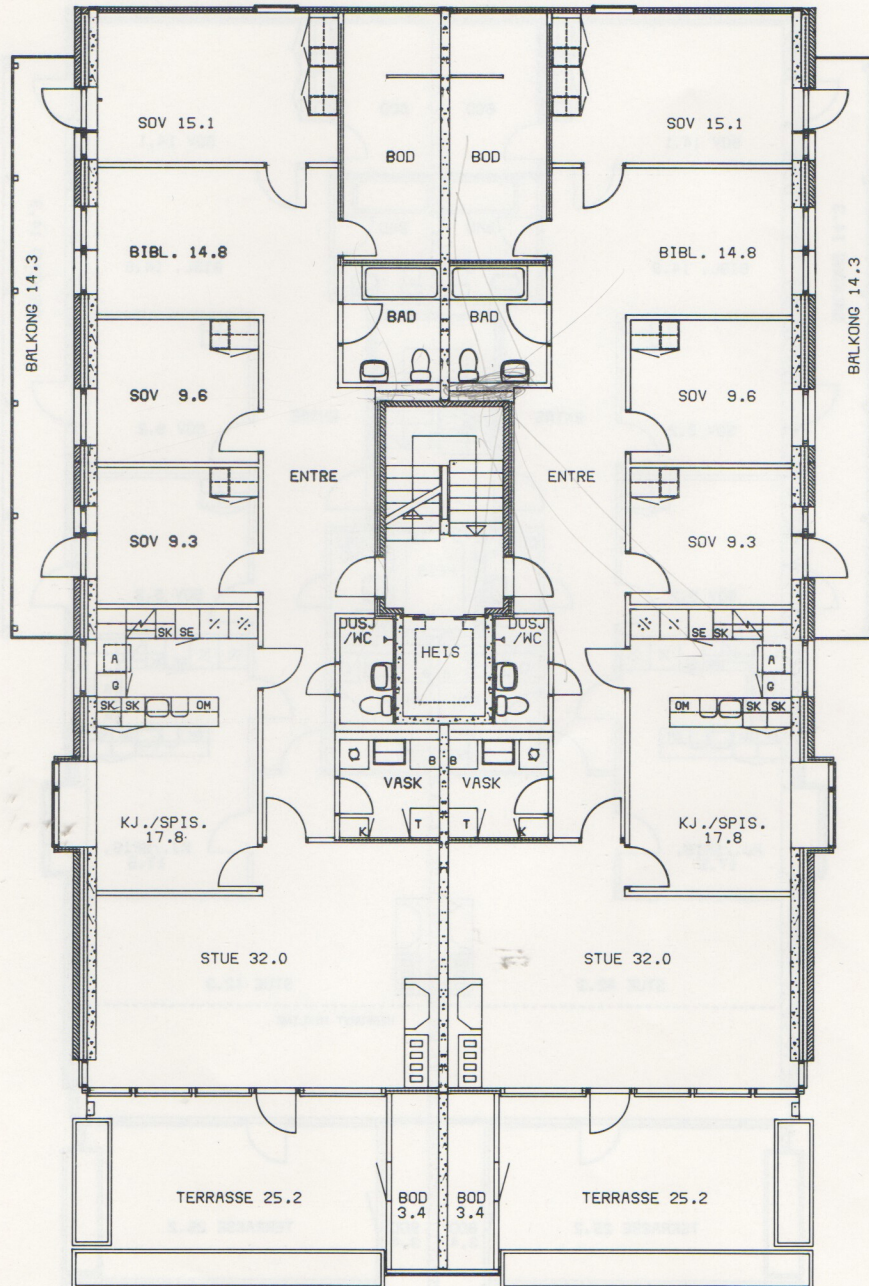 SOV 15.1
SOV 15.1
BOD
BOD
BIBL. 14.8
BIBL. 14.8
BALKONG 14.3
BALKONG 14.3
BAD
BAD
SOV 9.6
SOV 9.6
ENTRE
ENTRE
SOV 9.3
SOV 9.3
SK SE
SE SK
DUSJ
/WC
HEIS
DUSJ
/WC
A
G
A
G
SK SK OM
OM SK SK
B B
VASK
VASK
K T
T K
KJ./SPIS.
17.8
KJ./SPIS.
17.8
STUE 32.0
STUE 32.0
TERRASSE 25.2
BOD
3.4
BOD
3.4
TERRASSE 25.2